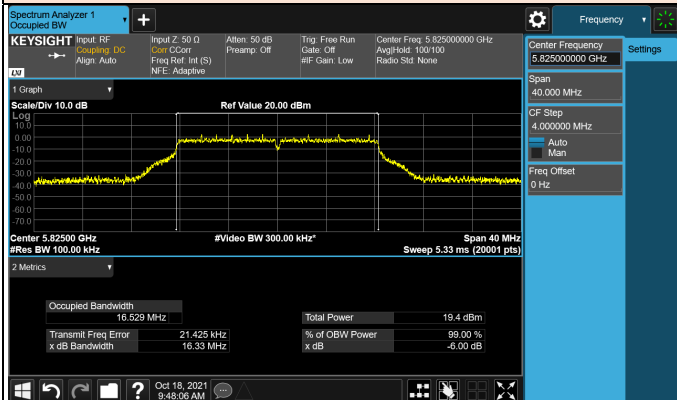 Spectrum Analyzer 1
Occupied BW
Frequency
KEYSIGHT
Input: RF
Coupling: DC
Align: Auto
Input Z: 50 Ω
Corr CCorr
Freq Ref: Int (S)
NFE: Adaptive
Atten: 50 dB
Preamp: Off
Trig: Free Run
Gate: Off
#IF Gain: Low
Center Freq: 5.825000000 GHz
Avg|Hold: 100/100
Radio Std: None
LXI
Center Frequency
5.825000000 GHz
Settings
Span
40.000 MHz
CF Step
4.000000 MHz
Auto
Man
Freq Offset
0 Hz
1 Graph
Scale/Div 10.0 dB
Ref Value 20.00 dBm
Log
10.0
0.00
-10.0
-20.0
-30.0
-40.0
-50.0
-60.0
-70.0
Center 5.82500 GHz
#Video BW 300.00 kHz*
Span 40 MHz
#Res BW 100.00 kHz
Sweep 5.33 ms (20001 pts)
2 Metrics
Occupied Bandwidth
16.529 MHz
Total Power 19.4 dBm
Transmit Freq Error 21.425 kHz
% of OBW Power 99.00 %
x dB Bandwidth 16.33 MHz
x dB -6.00 dB
Oct 18, 2021
9:48:06 AM